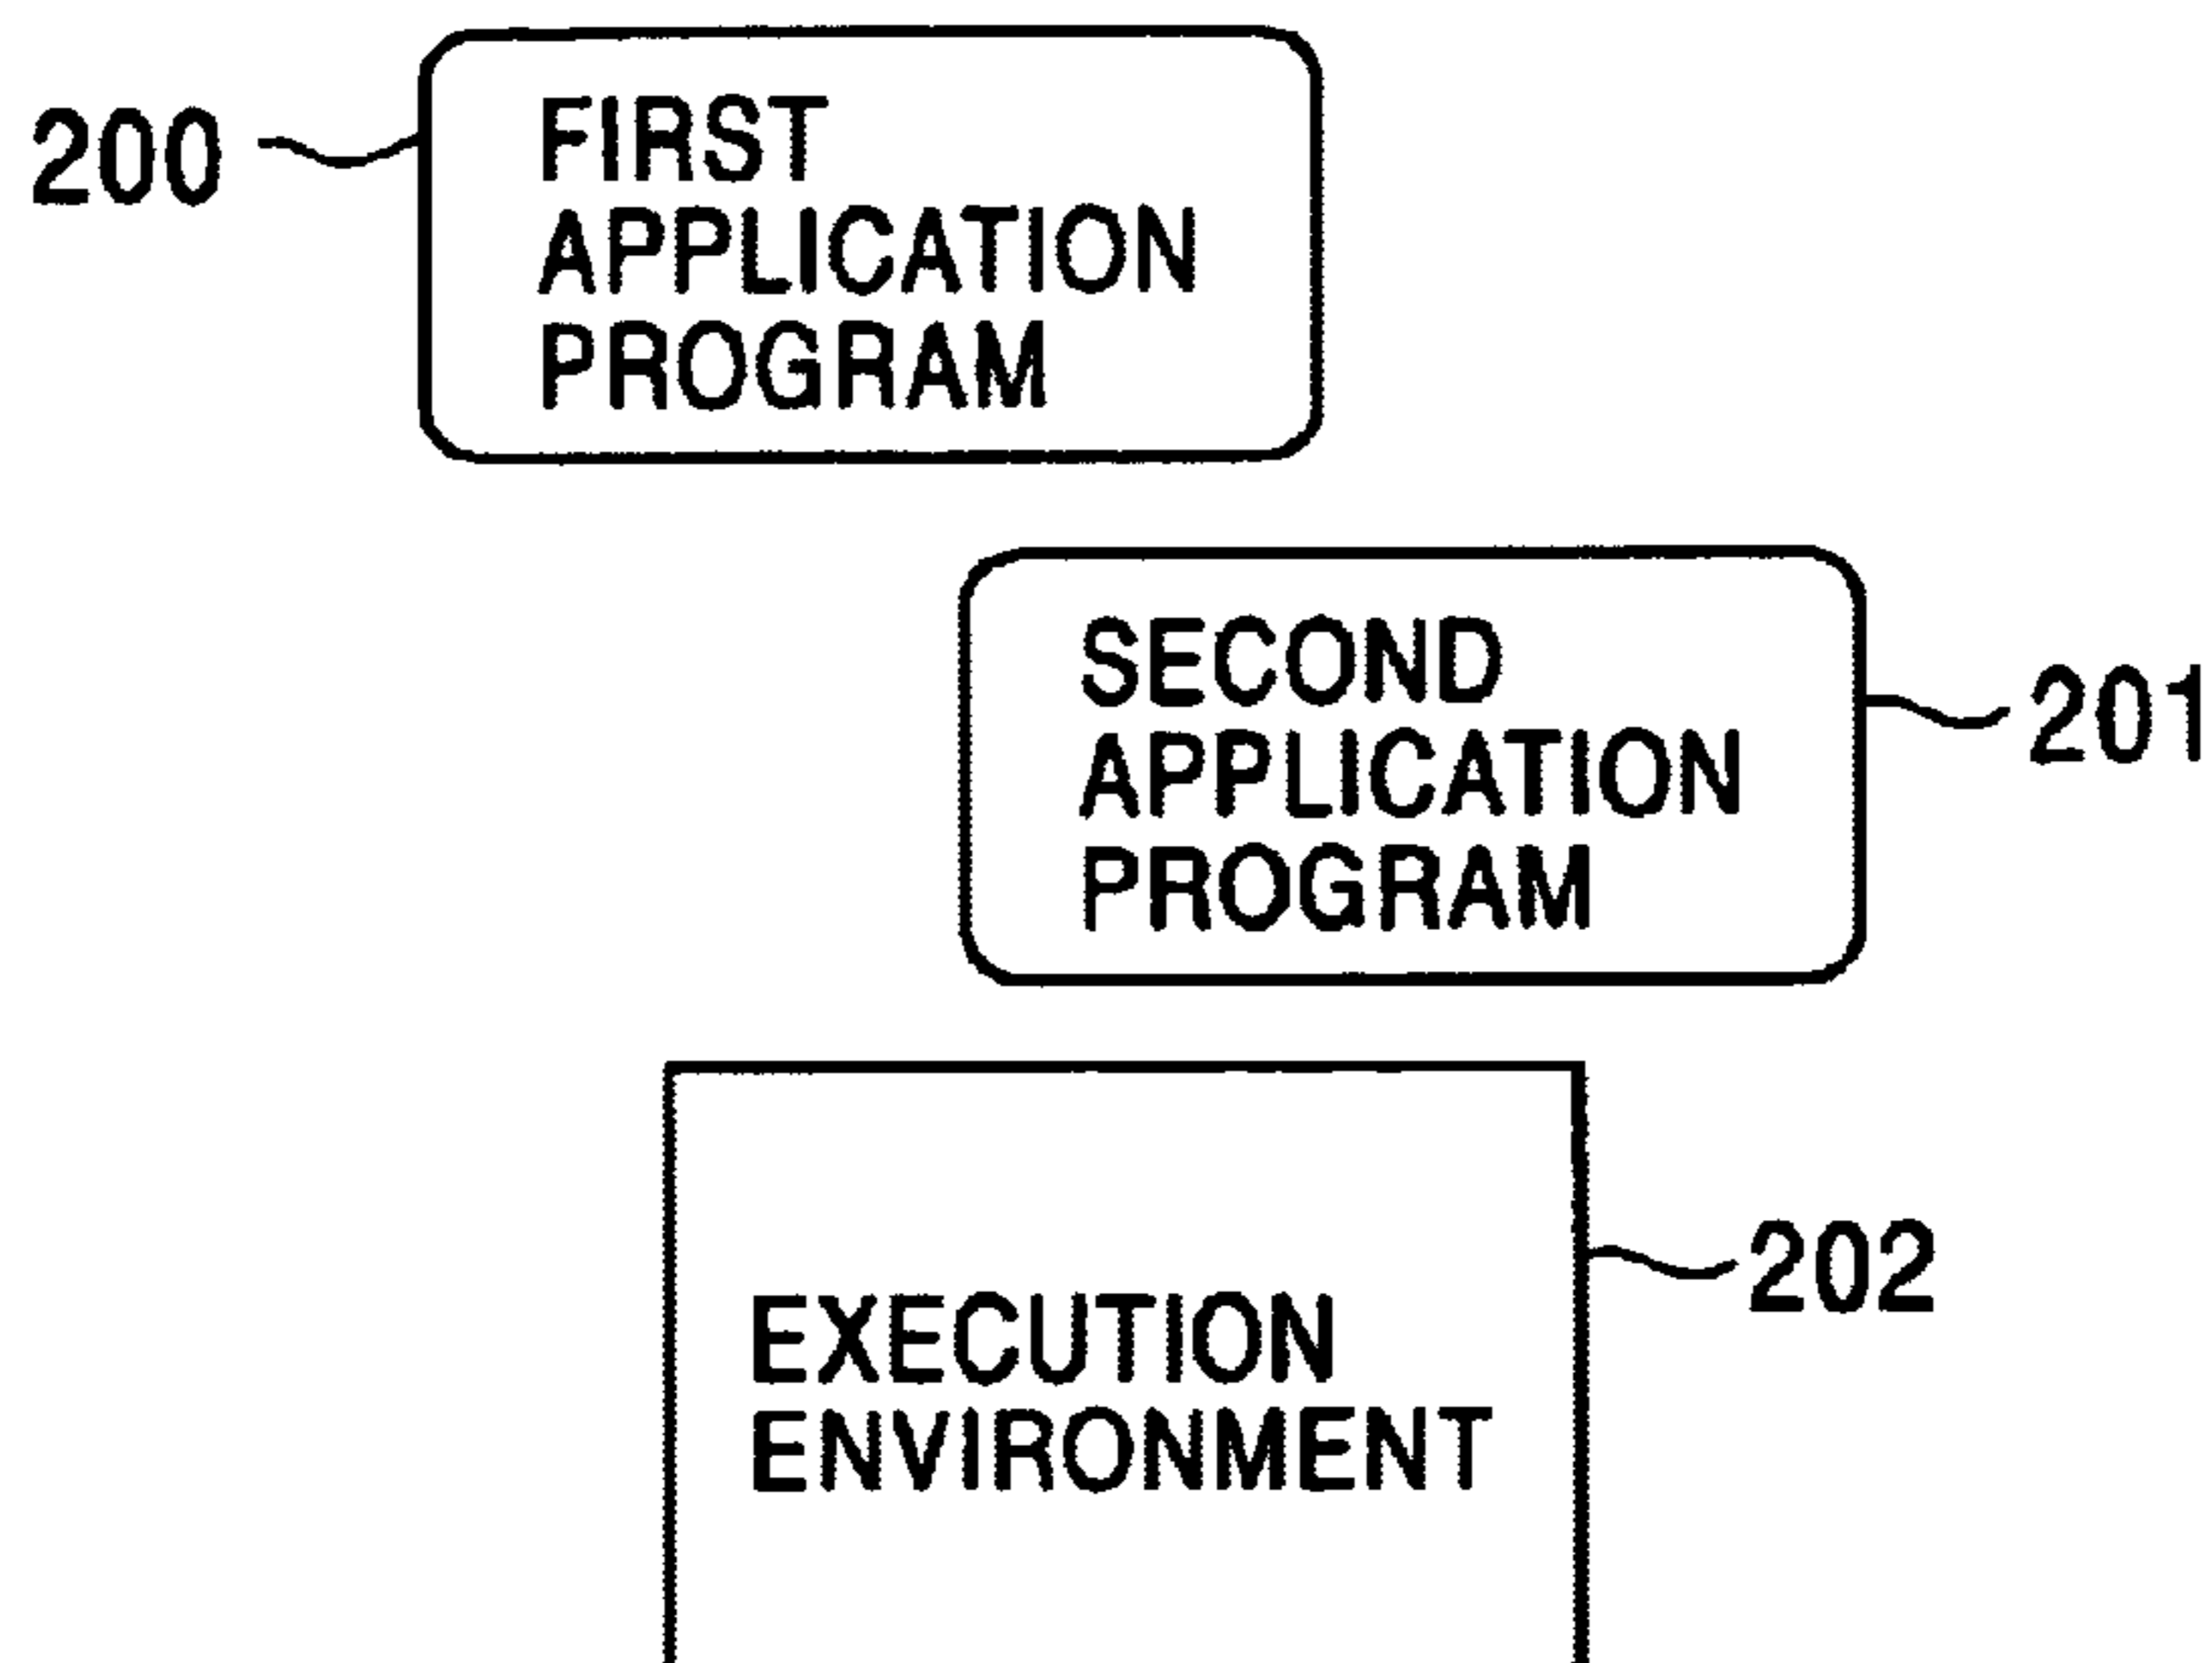 200
FIRST
APPLICATION
PROGRAM
SECOND
APPLICATION
PROGRAM
201
202
EXECUTION
ENVIRONMENT